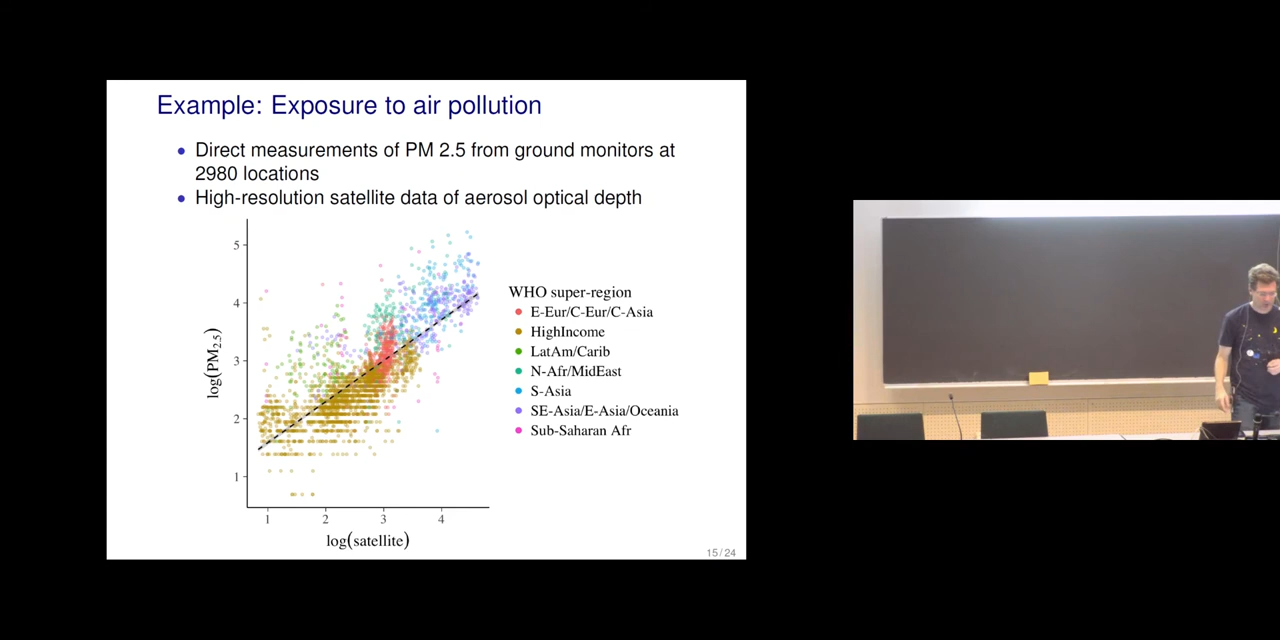 Example: Exposure to air pollution
• Direct measurements of PM 2.5 from ground monitors at
2980 locations
• High-resolution satellite data of aerosol optical depth
5
4
3
2
1
log(PM2.5)
1 2 3 4
log(satellite)
WHO super-region
E-Eur/C-Eur/C-Asia
HighIncome
LatAm/Carib
N-Afr/MidEast
S-Asia
SE-Asia/E-Asia/Oceania
Sub-Saharan Afr
15 / 24